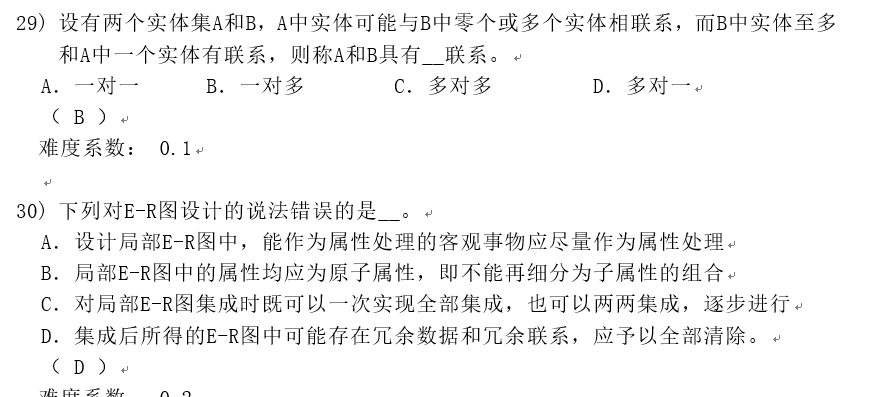 29) 设有两个实体集A和B，A中实体可能与B中零个或多个实体相联系，而B中实体至多
和A中一个实体有联系，则称A和B具有__联系。
A. 一对一 B. 一对多 C. 多对多 D. 多对一
（ B ）
难度系数： 0.1
30) 下列对E-R图设计的说法错误的是__。
A. 设计局部E-R图中，能作为属性处理的客观事物应尽量作为属性处理
B. 局部E-R图中的属性均应为原子属性，即不能再细分为子属性的组合
C. 对局部E-R图集成时既可以一次实现全部集成，也可以两两集成，逐步进行
D. 集成后所得的E-R图中可能存在冗余数据和冗余联系，应予以全部清除。
（ D ）
难度系数